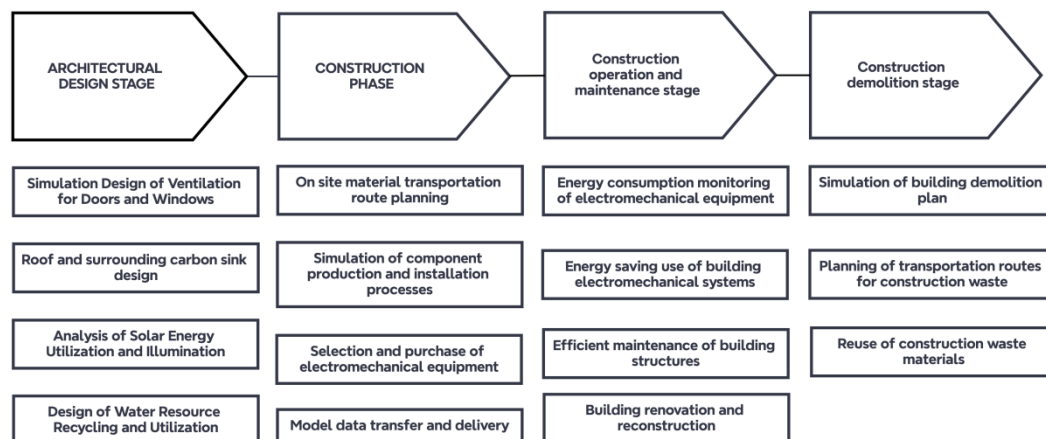 ARCHITECTURAL
DESIGN STAGE
CONSTRUCTION
PHASE
Construction
operation and
maintenance stage
Construction
demolition stage
Simulation Design of Ventilation
for Doors and Windows
Roof and surrounding carbon sink
design
Analysis of Solar Energy
Utilization and Illumination
Design of Water Resource
Recycling and Utilization
On site material transportation
route planning
Simulation of component
production and installation
processes
Selection and purchase of
electromechanical equipment
Model data transfer and delivery
Energy consumption monitoring
of electromechanical equipment
Energy saving use of building
electromechanical systems
Efficient maintenance of building
structures
Building renovation and
reconstruction
Simulation of building demolition
plan
Planning of transportation routes
for construction waste
Reuse of construction waste
materials